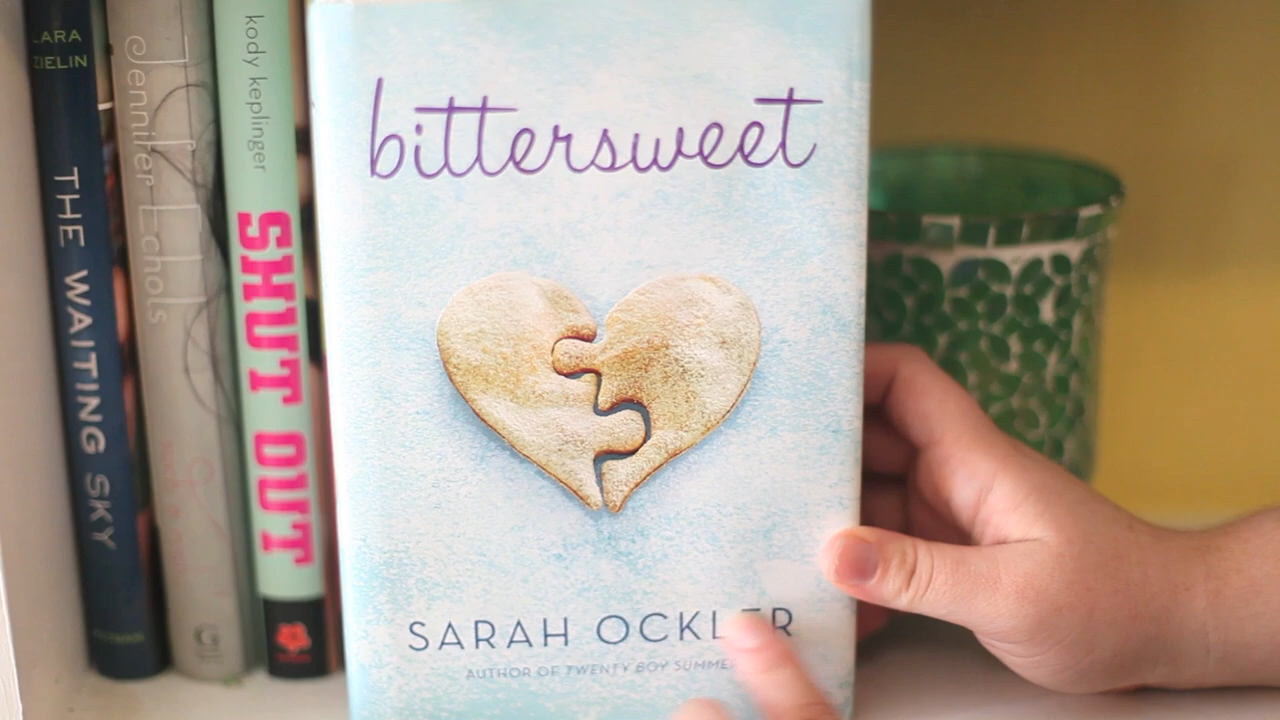 LARA
ZIELIN
THE WAITING SKY
Jennifer Echols
kody keplinger
SHUT OUT
bittersweet
SARAH OCKLER
AUTHOR OF TWENTY BOY SUMMER